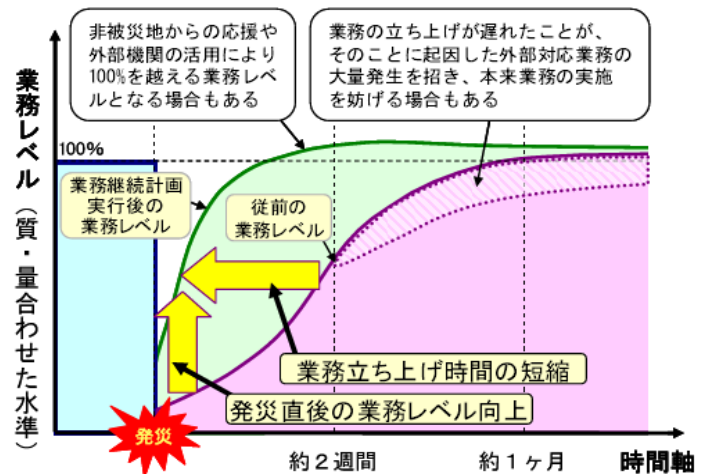 非被災地からの応援や
外部機関の活用により
100%を越える業務レベ
ルとなる場合もある
業務の立ち上げが遅れたことが、
そのことに起因した外部対応業務の
大量発生を招き、本来業務の実施
を妨げる場合もある
業務レベル（質・量合わせた水準）
100%
業務継続計画
実行後の
業務レベル
従前の
業務レベル
業務立ち上げ時間の短縮
発災直後の業務レベル向上
発災
約２週間
約１ヶ月
時間軸